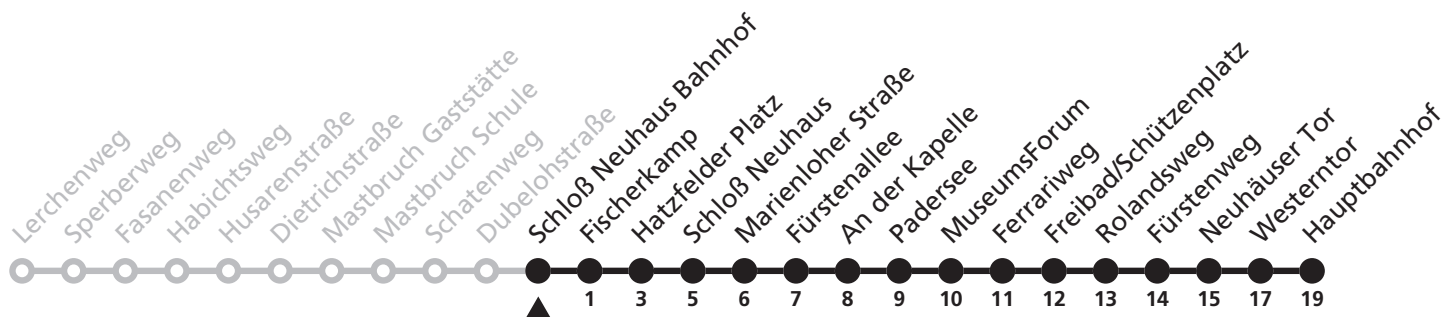 Lerchenweg
Sperberweg
Fasanenweg
Habichtsweg
Husarenstraße
Dietrichstraße
Mastbruch Gaststätte
Mastbruch Schule
Schatenweg
Dubelohstraße
Schloß Neuhaus Bahnhof
Fischerkamp
Hatzfelder Platz
Schloß Neuhaus
Marienloher Straße
Fürstenallee
An der Kapelle
Padersee
MuseumsForum
Ferrariweg
Freibad/Schützenplatz
Rolandsweg
Fürstenweg
Neuhäuser Tor
Westerntor
Hauptbahnhof
1 3 5 6 7 8 9 10 11 12 13 14 15 17 19